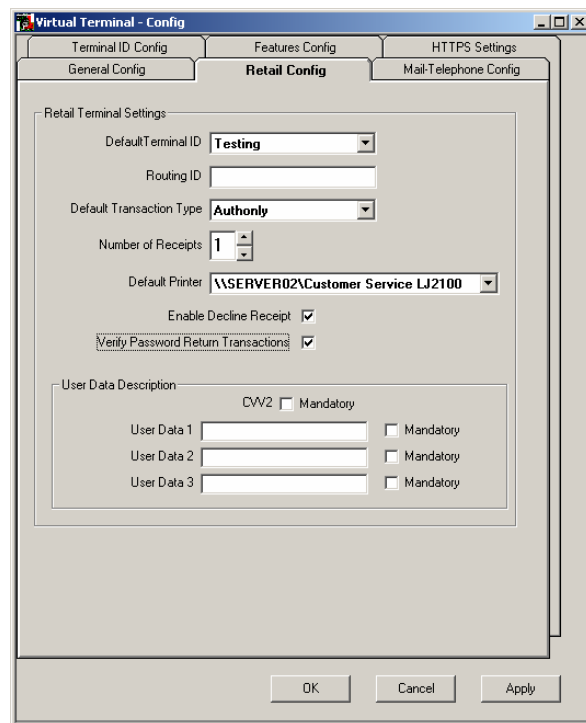 Virtual Terminal - Config
Terminal ID Config Features Config HTTPS Settings
General Config Retail Config Mail-Telephone Config
Retail Terminal Settings
DefaultTerminal ID Testing
Routing ID
Default Transaction Type Authonly
Number of Receipts 1
Default Printer \\SERVER02\Customer Service LJ2100
Enable Decline Receipt
Verify Password Return Transactions
User Data Description
CVV2 Mandatory
User Data 1 Mandatory
User Data 2 Mandatory
User Data 3 Mandatory
OK Cancel Apply